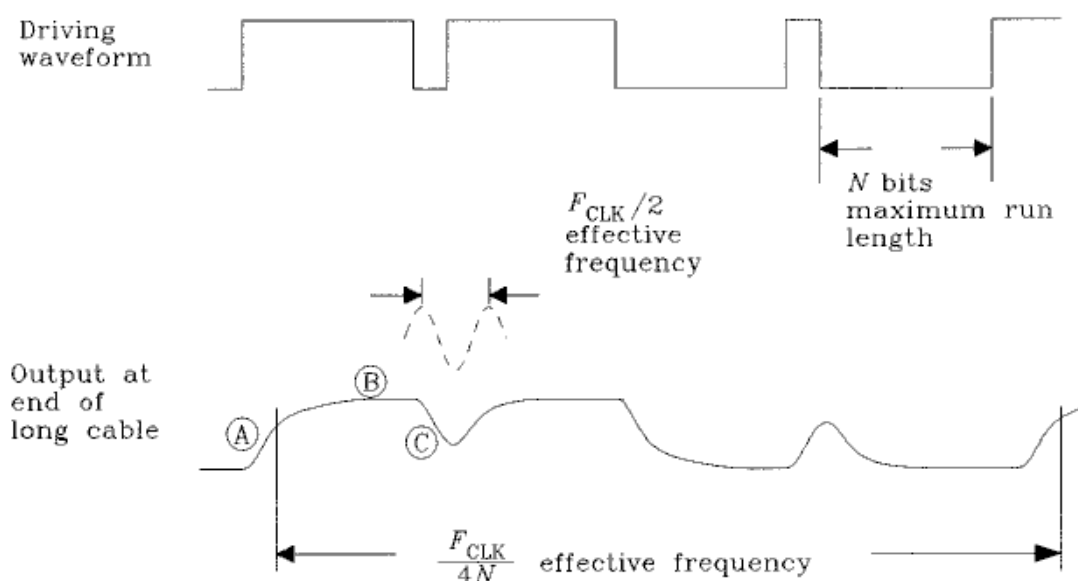 Driving
waveform
N bits
maximum run
length
F_CLK/2
effective
frequency
Output at
end of
long cable
A
B
C
F_CLK/4N effective frequency